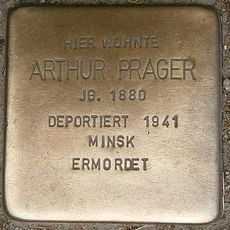 HIER WOHNTE
ARTHUR PRAGER
JG. 1880
DEPORTIERT 1941
MINSK
ERMORDET